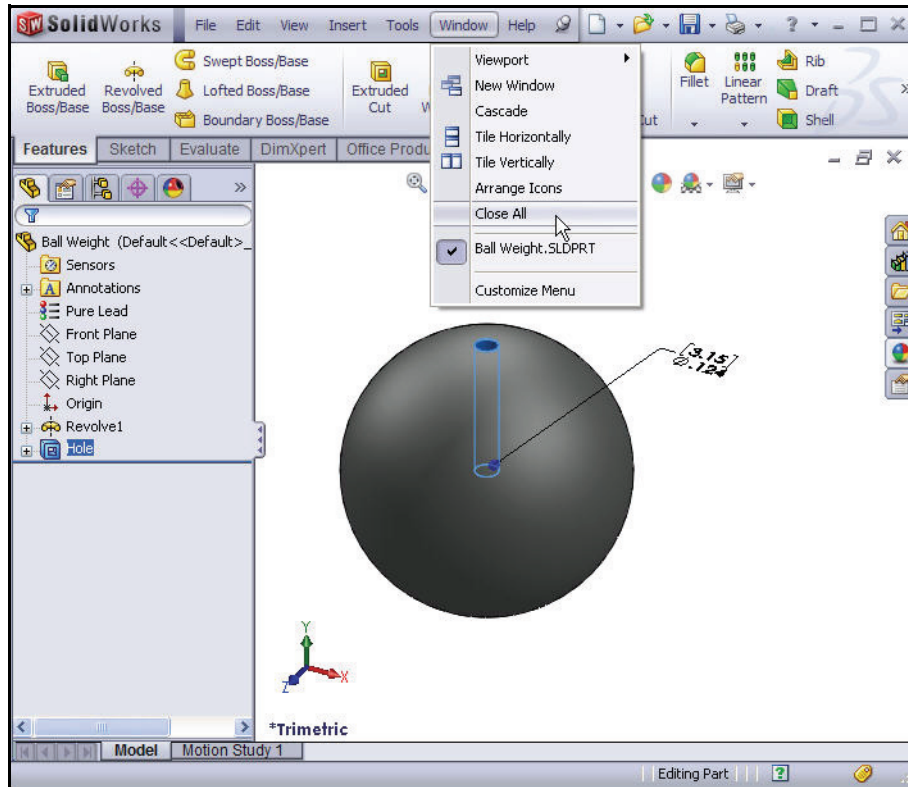 SolidWorks File Edit View Insert Tools Window Help ?
Extruded Boss/Base
Revolved Boss/Base
Swept Boss/Base
Lofted Boss/Base
Boundary Boss/Base
Extruded Cut
Fillet
Linear Pattern
Rib
Draft
Shell
Viewport
New Window
Cascade
Tile Horizontally
Tile Vertically
Arrange Icons
Close All
Ball Weight.SLDPRT
Customize Menu
Features Sketch Evaluate DimXpert Office Produ
Ball Weight (Default<<Default>_
Sensors
Annotations
Pure Lead
Front Plane
Top Plane
Right Plane
Origin
Revolve1
Hole
[3.15]
⌀.124
Y
X
Z
*Trimetric
Model Motion Study 1
Editing Part ?